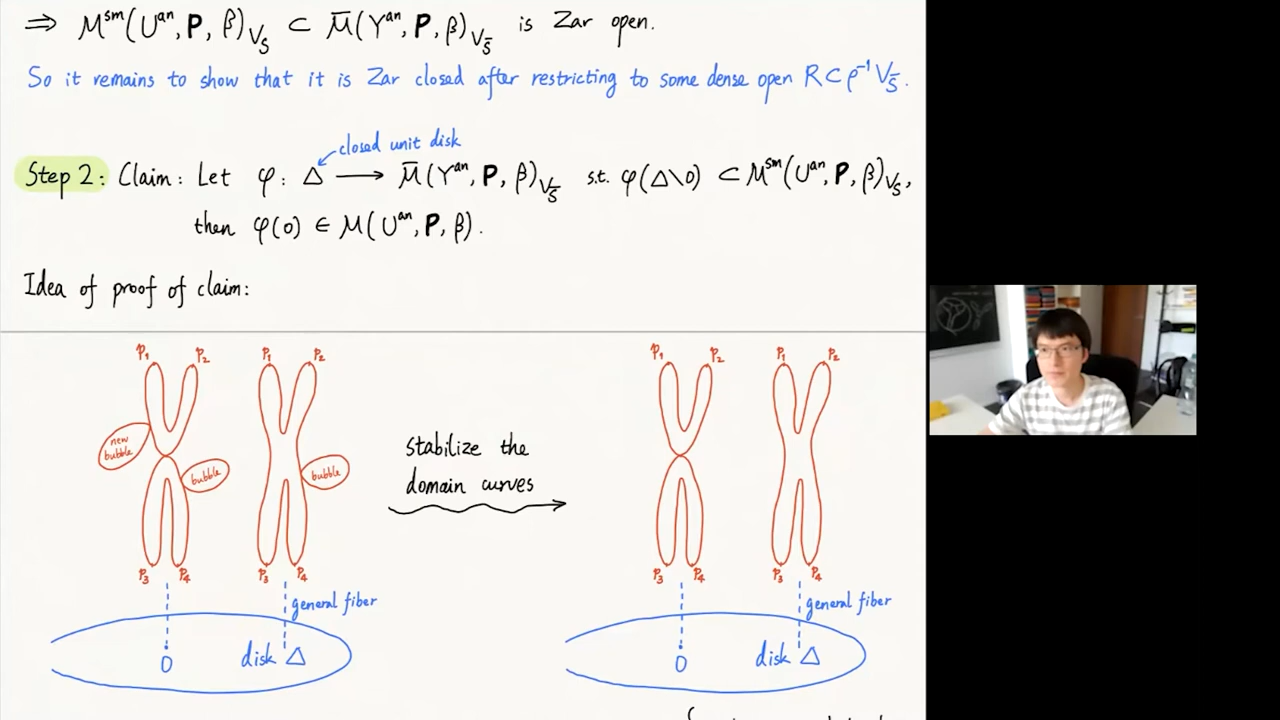 ⇒ M^sm(U^an, P, β)_{V_S} ⊂ M̄(Y^an, P, β)_{V_S̄} is Zar open.
So it remains to show that it is Zar closed after restricting to some dense open R ⊂ ρ^{-1} V_S̄.
closed unit disk
Step 2: Claim: Let φ: Δ ⟶ M̄(Y^an, P, β)_{V_S̄} s.t. φ(Δ\0) ⊂ M^sm(U^an, P, β)_{V_S},
then φ(0) ∈ M(U^an, P, β).
Idea of proof of claim:
P₁ P₂ P₁ P₂ P₁ P₂ P₁ P₂
new
bubble
bubble
bubble
stabilize the
domain curves
P₃ P₄ P₃ P₄ P₃ P₄ P₃ P₄
general fiber general fiber
0 disk Δ 0 disk Δ